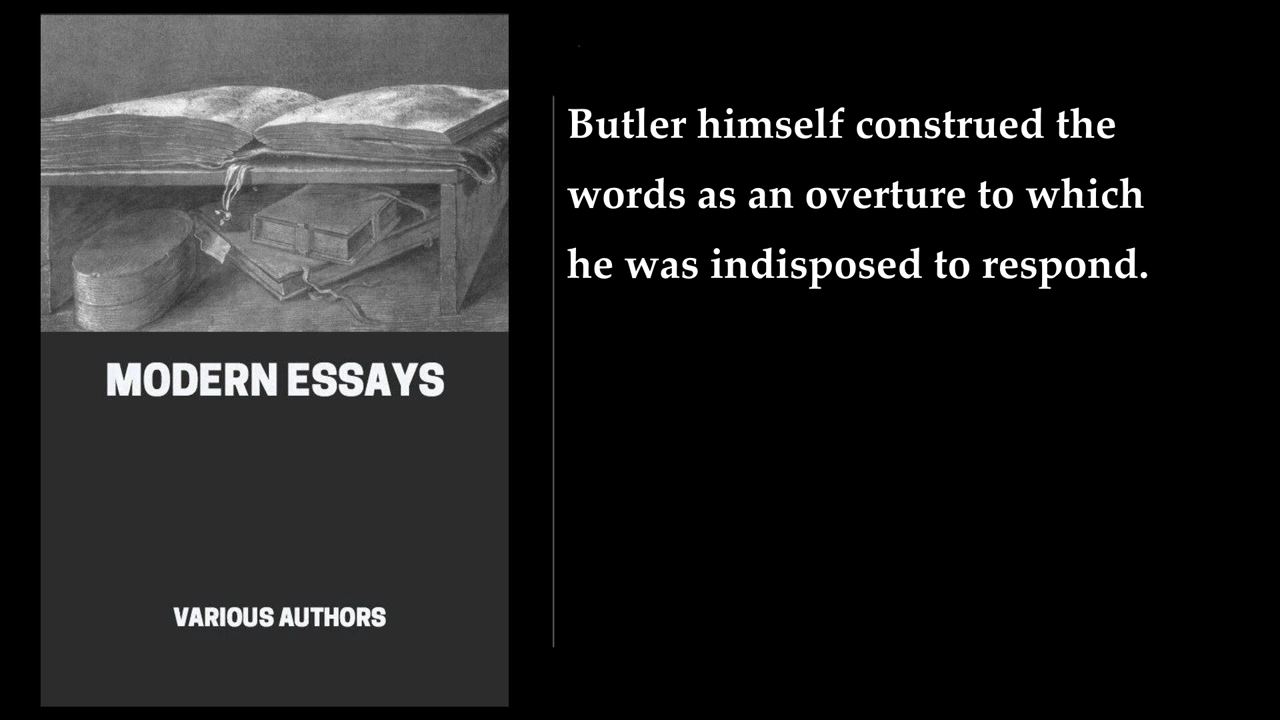 MODERN ESSAYS
VARIOUS AUTHORS
Butler himself construed the
words as an overture to which
he was indisposed to respond.